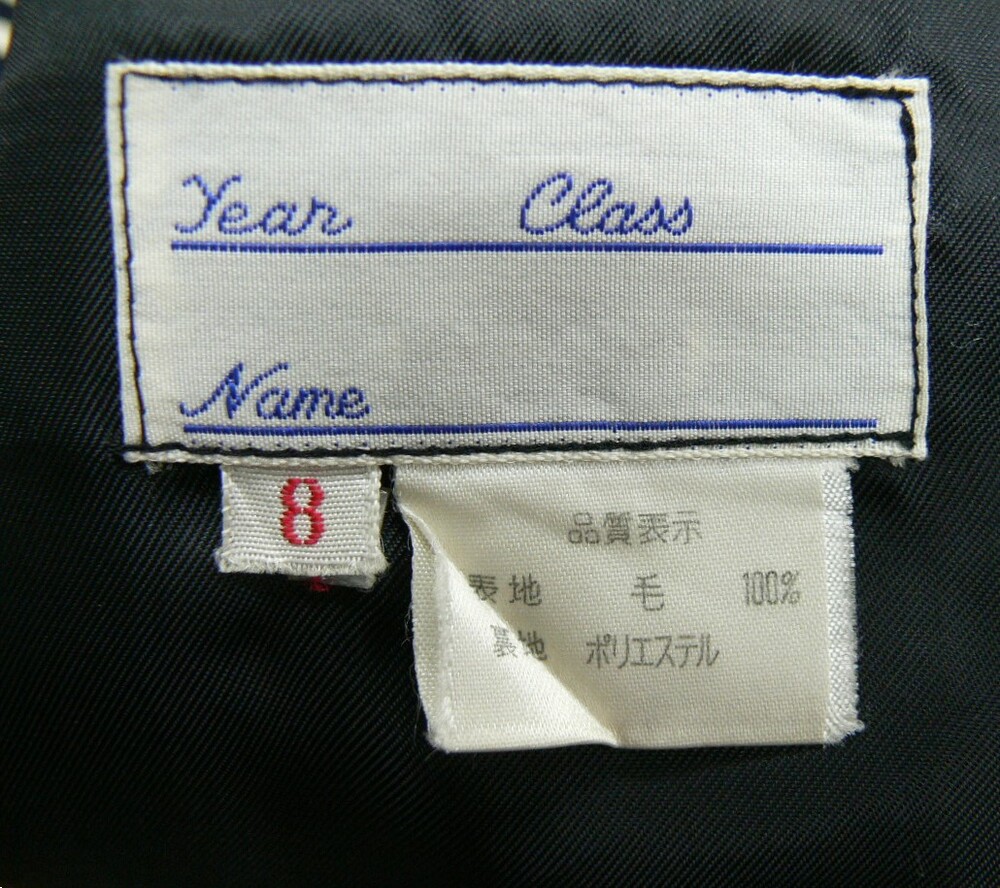 Year Class
Name
8
品質表示
表地 毛 100%
裏地 ポリエステル